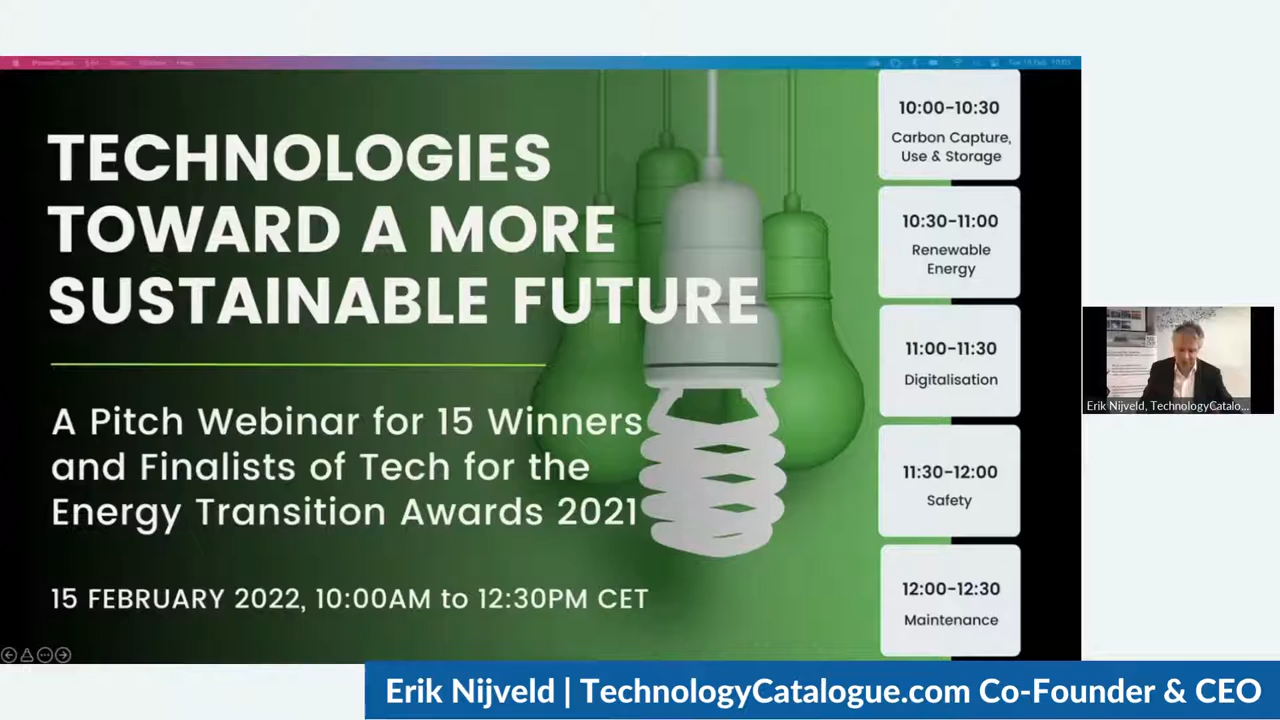 TECHNOLOGIES
TOWARD A MORE
SUSTAINABLE FUTURE
A Pitch Webinar for 15 Winners
and Finalists of Tech for the
Energy Transition Awards 2021
15 FEBRUARY 2022, 10:00AM to 12:30PM CET
10:00-10:30
Carbon Capture,
Use & Storage
10:30-11:00
Renewable
Energy
11:00-11:30
Digitalisation
11:30-12:00
Safety
12:00-12:30
Maintenance
Erik Nijveld, TechnologyCatalo...
Erik Nijveld | TechnologyCatalogue.com Co-Founder & CEO